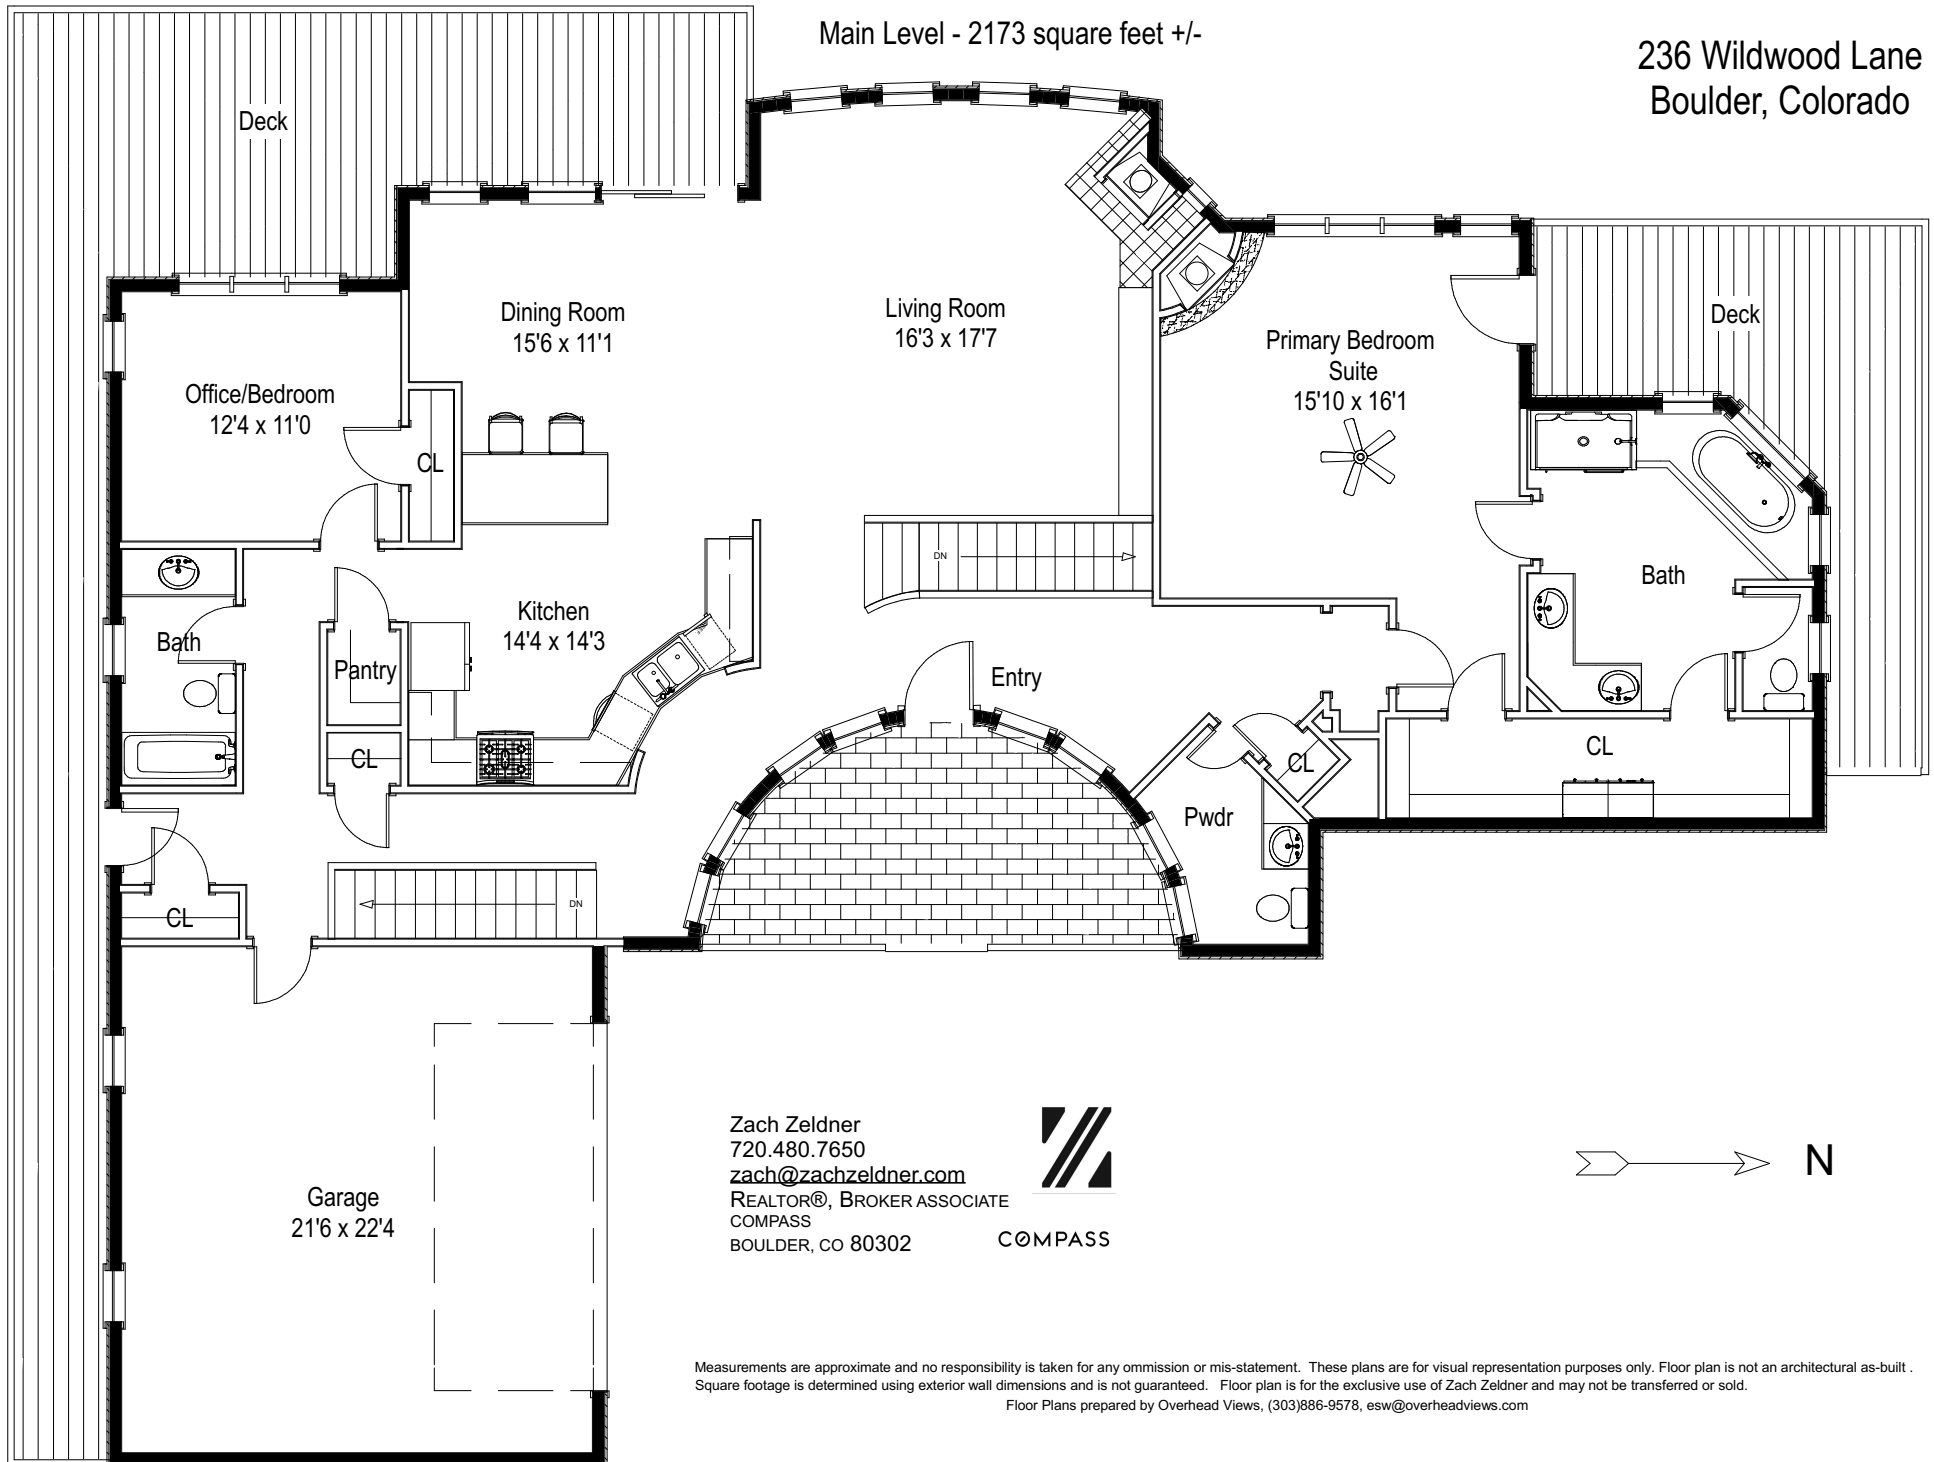 Main Level - 2173 square feet +/-
236 Wildwood Lane
Boulder, Colorado
Deck
Dining Room
15'6 x 11'1
Living Room
16'3 x 17'7
Deck
Primary Bedroom
Suite
15'10 x 16'1
Office/Bedroom
12'4 x 11'0
CL
DN
Bath
Kitchen
14'4 x 14'3
Bath
Pantry
Entry
CL
CL
CL
Pwdr
CL
DN
Garage
21'6 x 22'4
Zach Zeldner
720.480.7650
zach@zachzeldner.com
REALTOR®, BROKER ASSOCIATE
COMPASS
BOULDER, CO 80302
COMPASS
N
Measurements are approximate and no responsibility is taken for any ommission or mis-statement. These plans are for visual representation purposes only. Floor plan is not an architectural as-built .
Square footage is determined using exterior wall dimensions and is not guaranteed. Floor plan is for the exclusive use of Zach Zeldner and may not be transferred or sold.
Floor Plans prepared by Overhead Views, (303)886-9578, esw@overheadviews.com